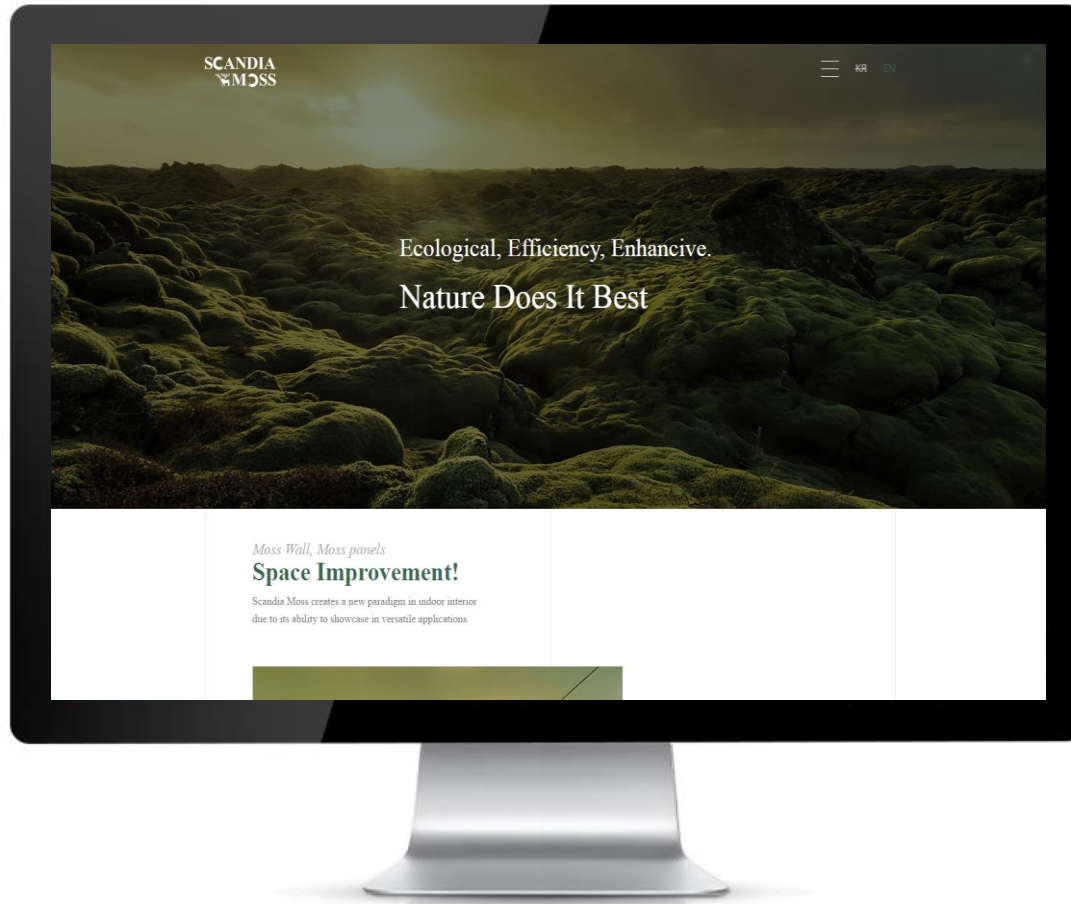 SCANDIA
MOSS
KR EN
Ecological, Efficiency, Enhancive.
Nature Does It Best
Moss Wall, Moss panels
Space Improvement!
Scandia Moss creates a new paradigm in indoor interior
due to its ability to showcase in versatile applications.